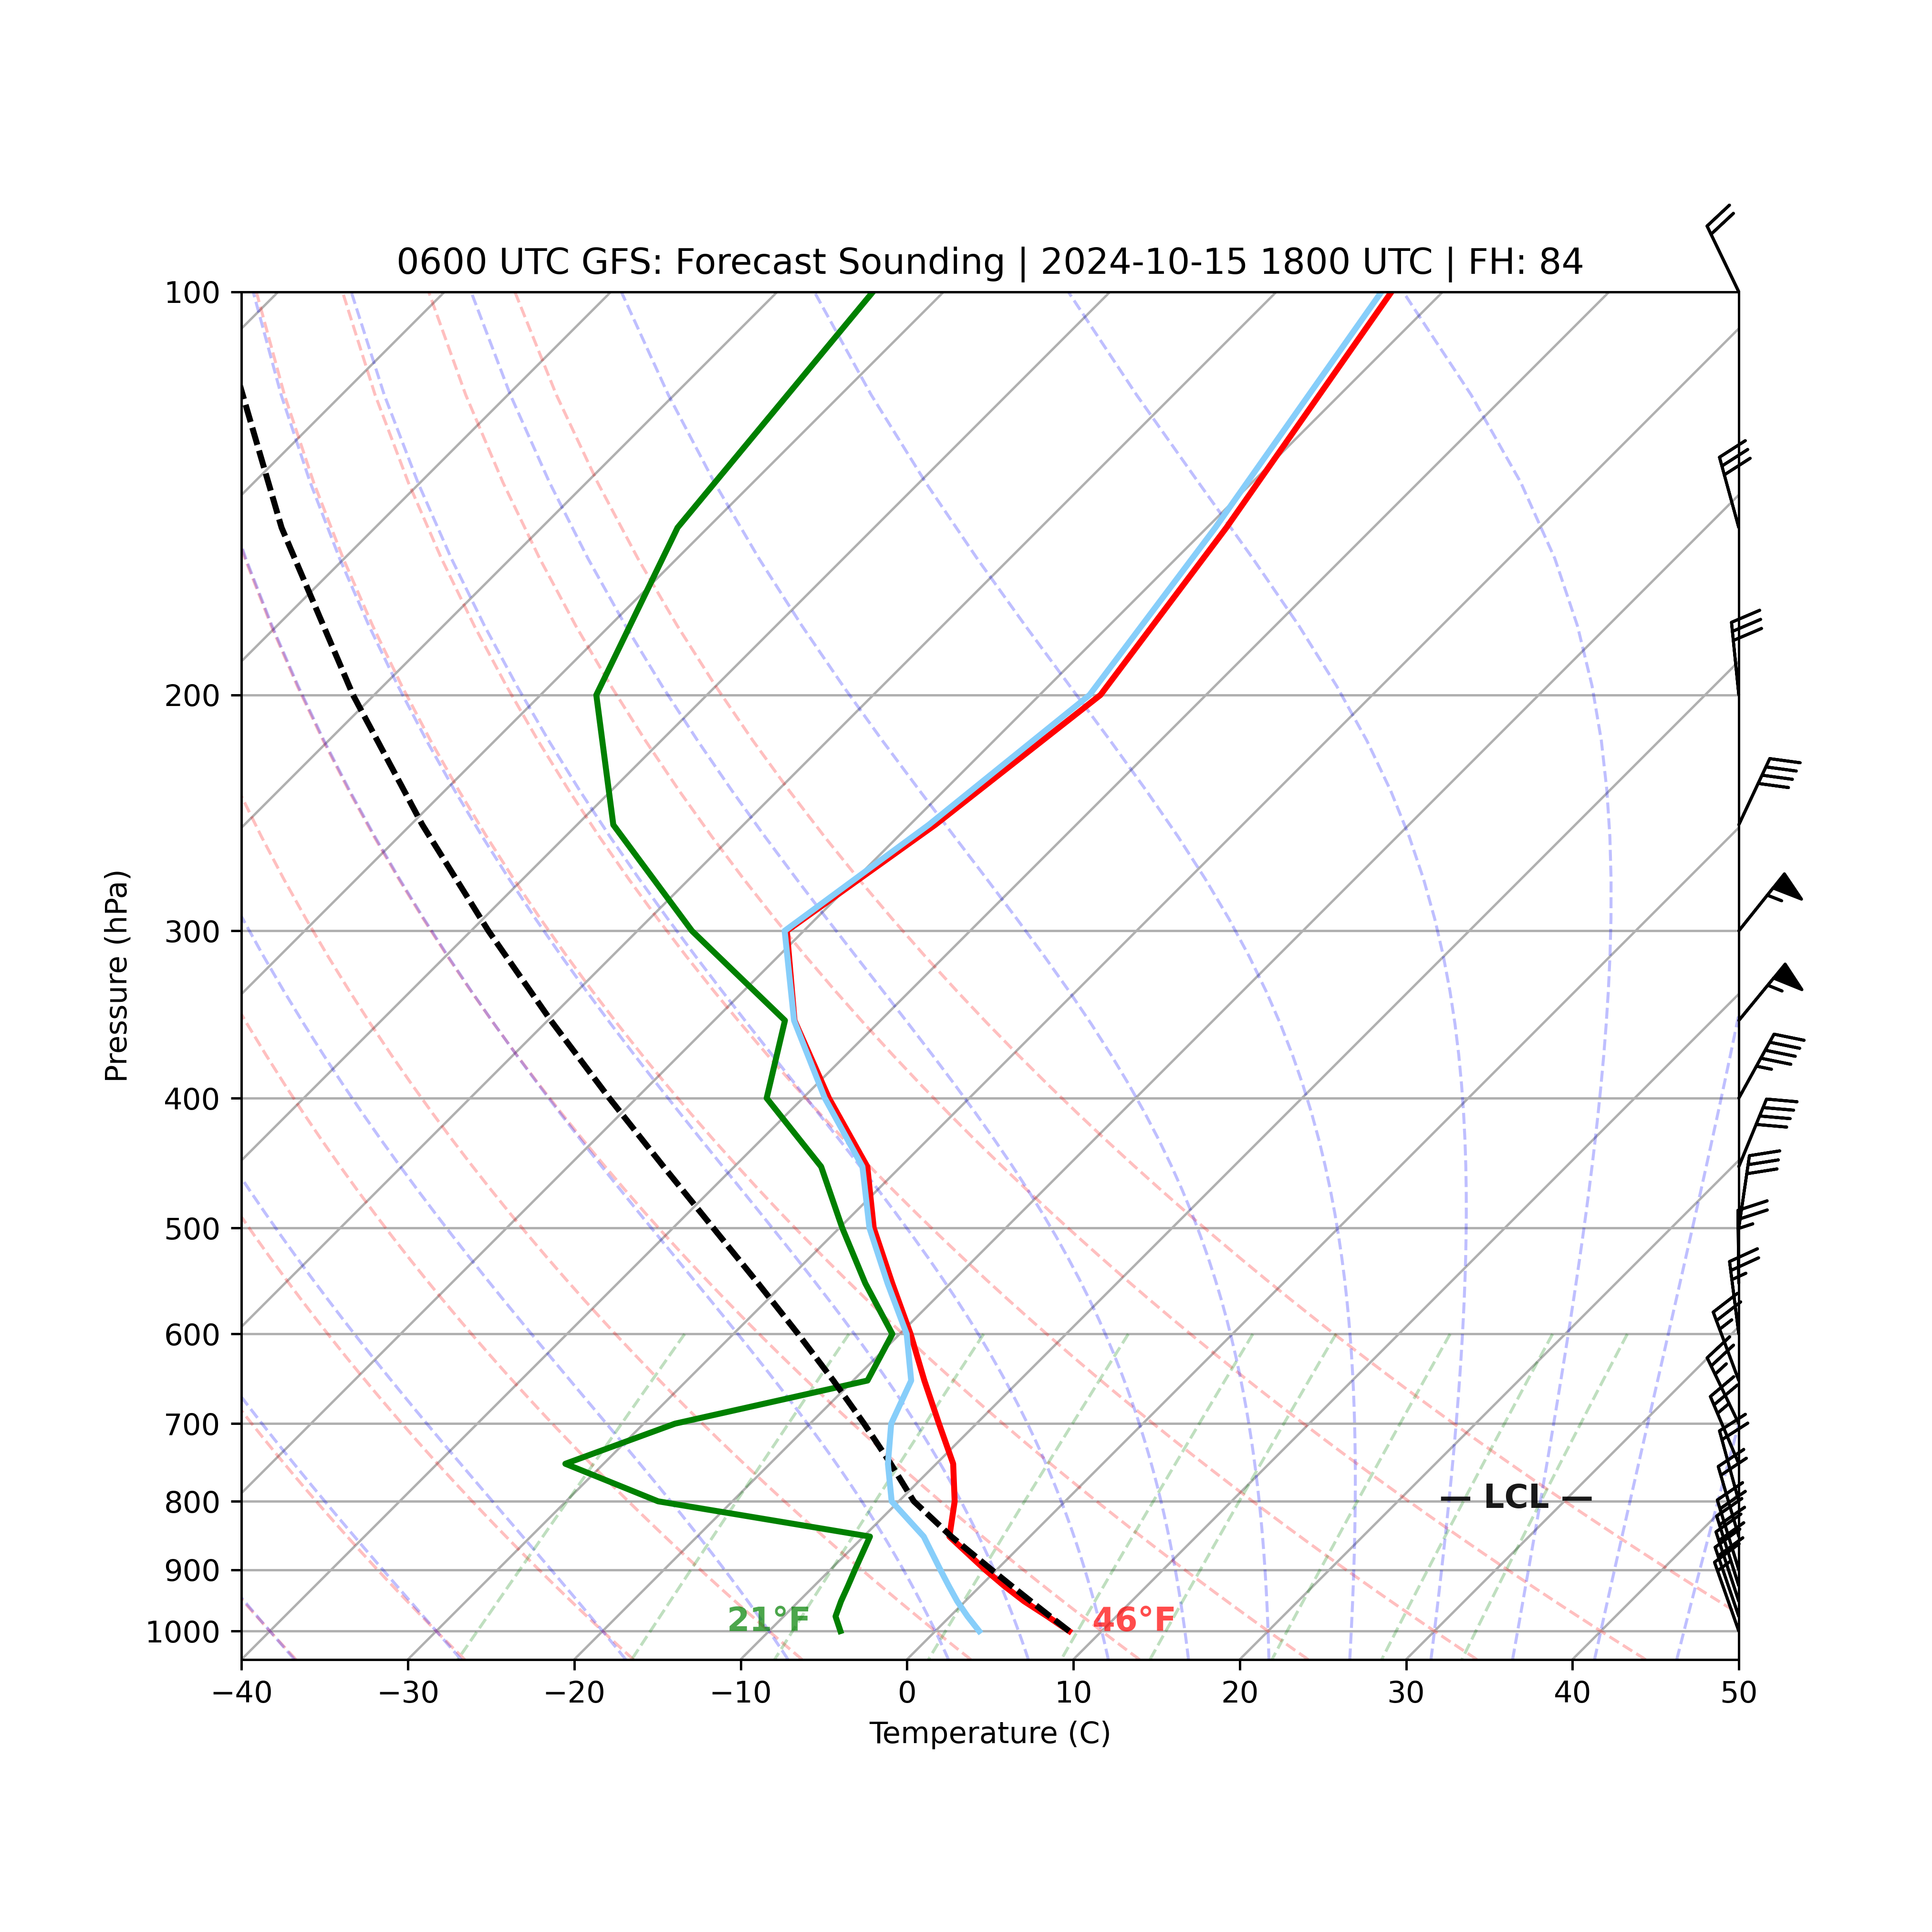 0600 UTC GFS: Forecast Sounding | 2024-10-15 1800 UTC | FH: 84
100
200
300
400
500
600
700
800
900
1000
Pressure (hPa)
— LCL —
21°F
46°F
−40 −30 −20 −10 0 10 20 30 40 50
Temperature (C)